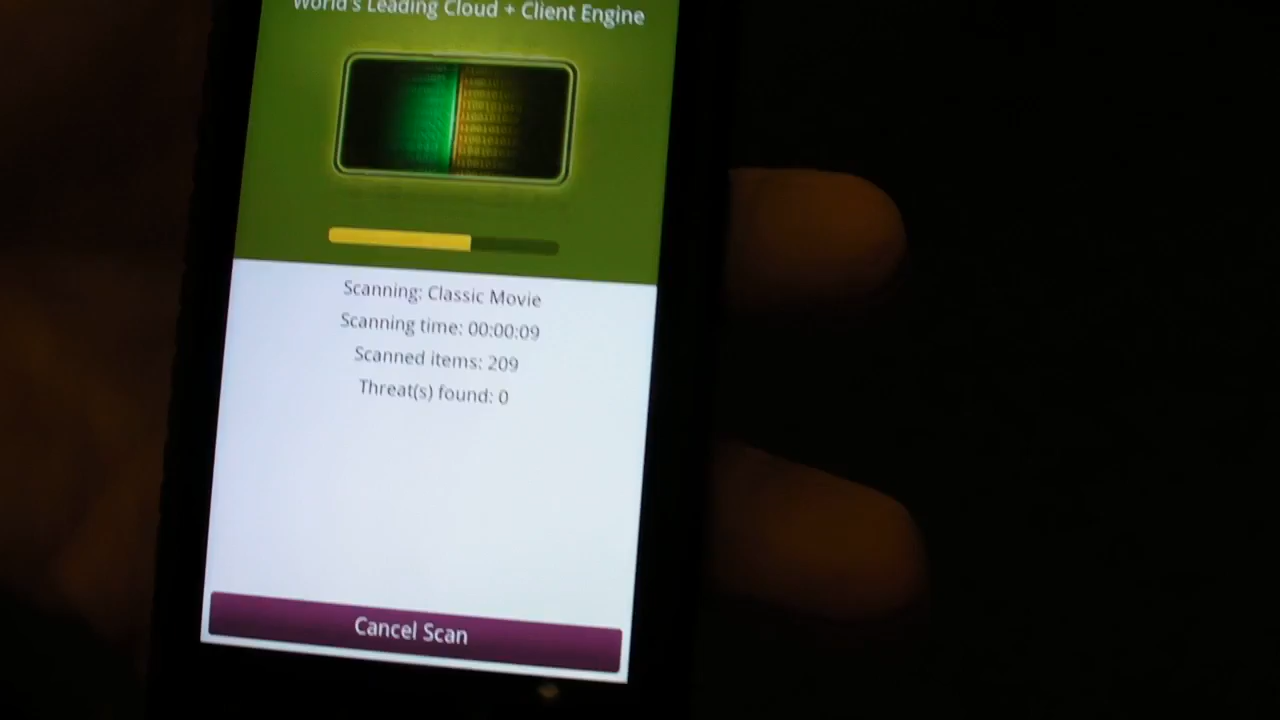 World's Leading Cloud + Client Engine
Scanning: Classic Movie
Scanning time: 00:00:09
Scanned items: 209
Threat(s) found: 0
Cancel Scan